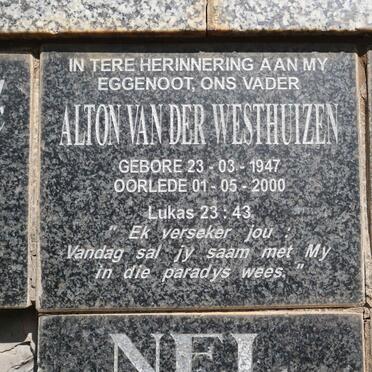 IN TERE HERINNERING AAN MY
EGGENOOT, ONS VADER
ALTON VAN DER WESTHUIZEN
GEBORE 23 - 03 - 1947
OORLEDE 01 - 05 - 2000
Lukas 23 : 43
" Ek verseker jou :
Vandag sal jy saam met My
in die paradys wees. "
NEL